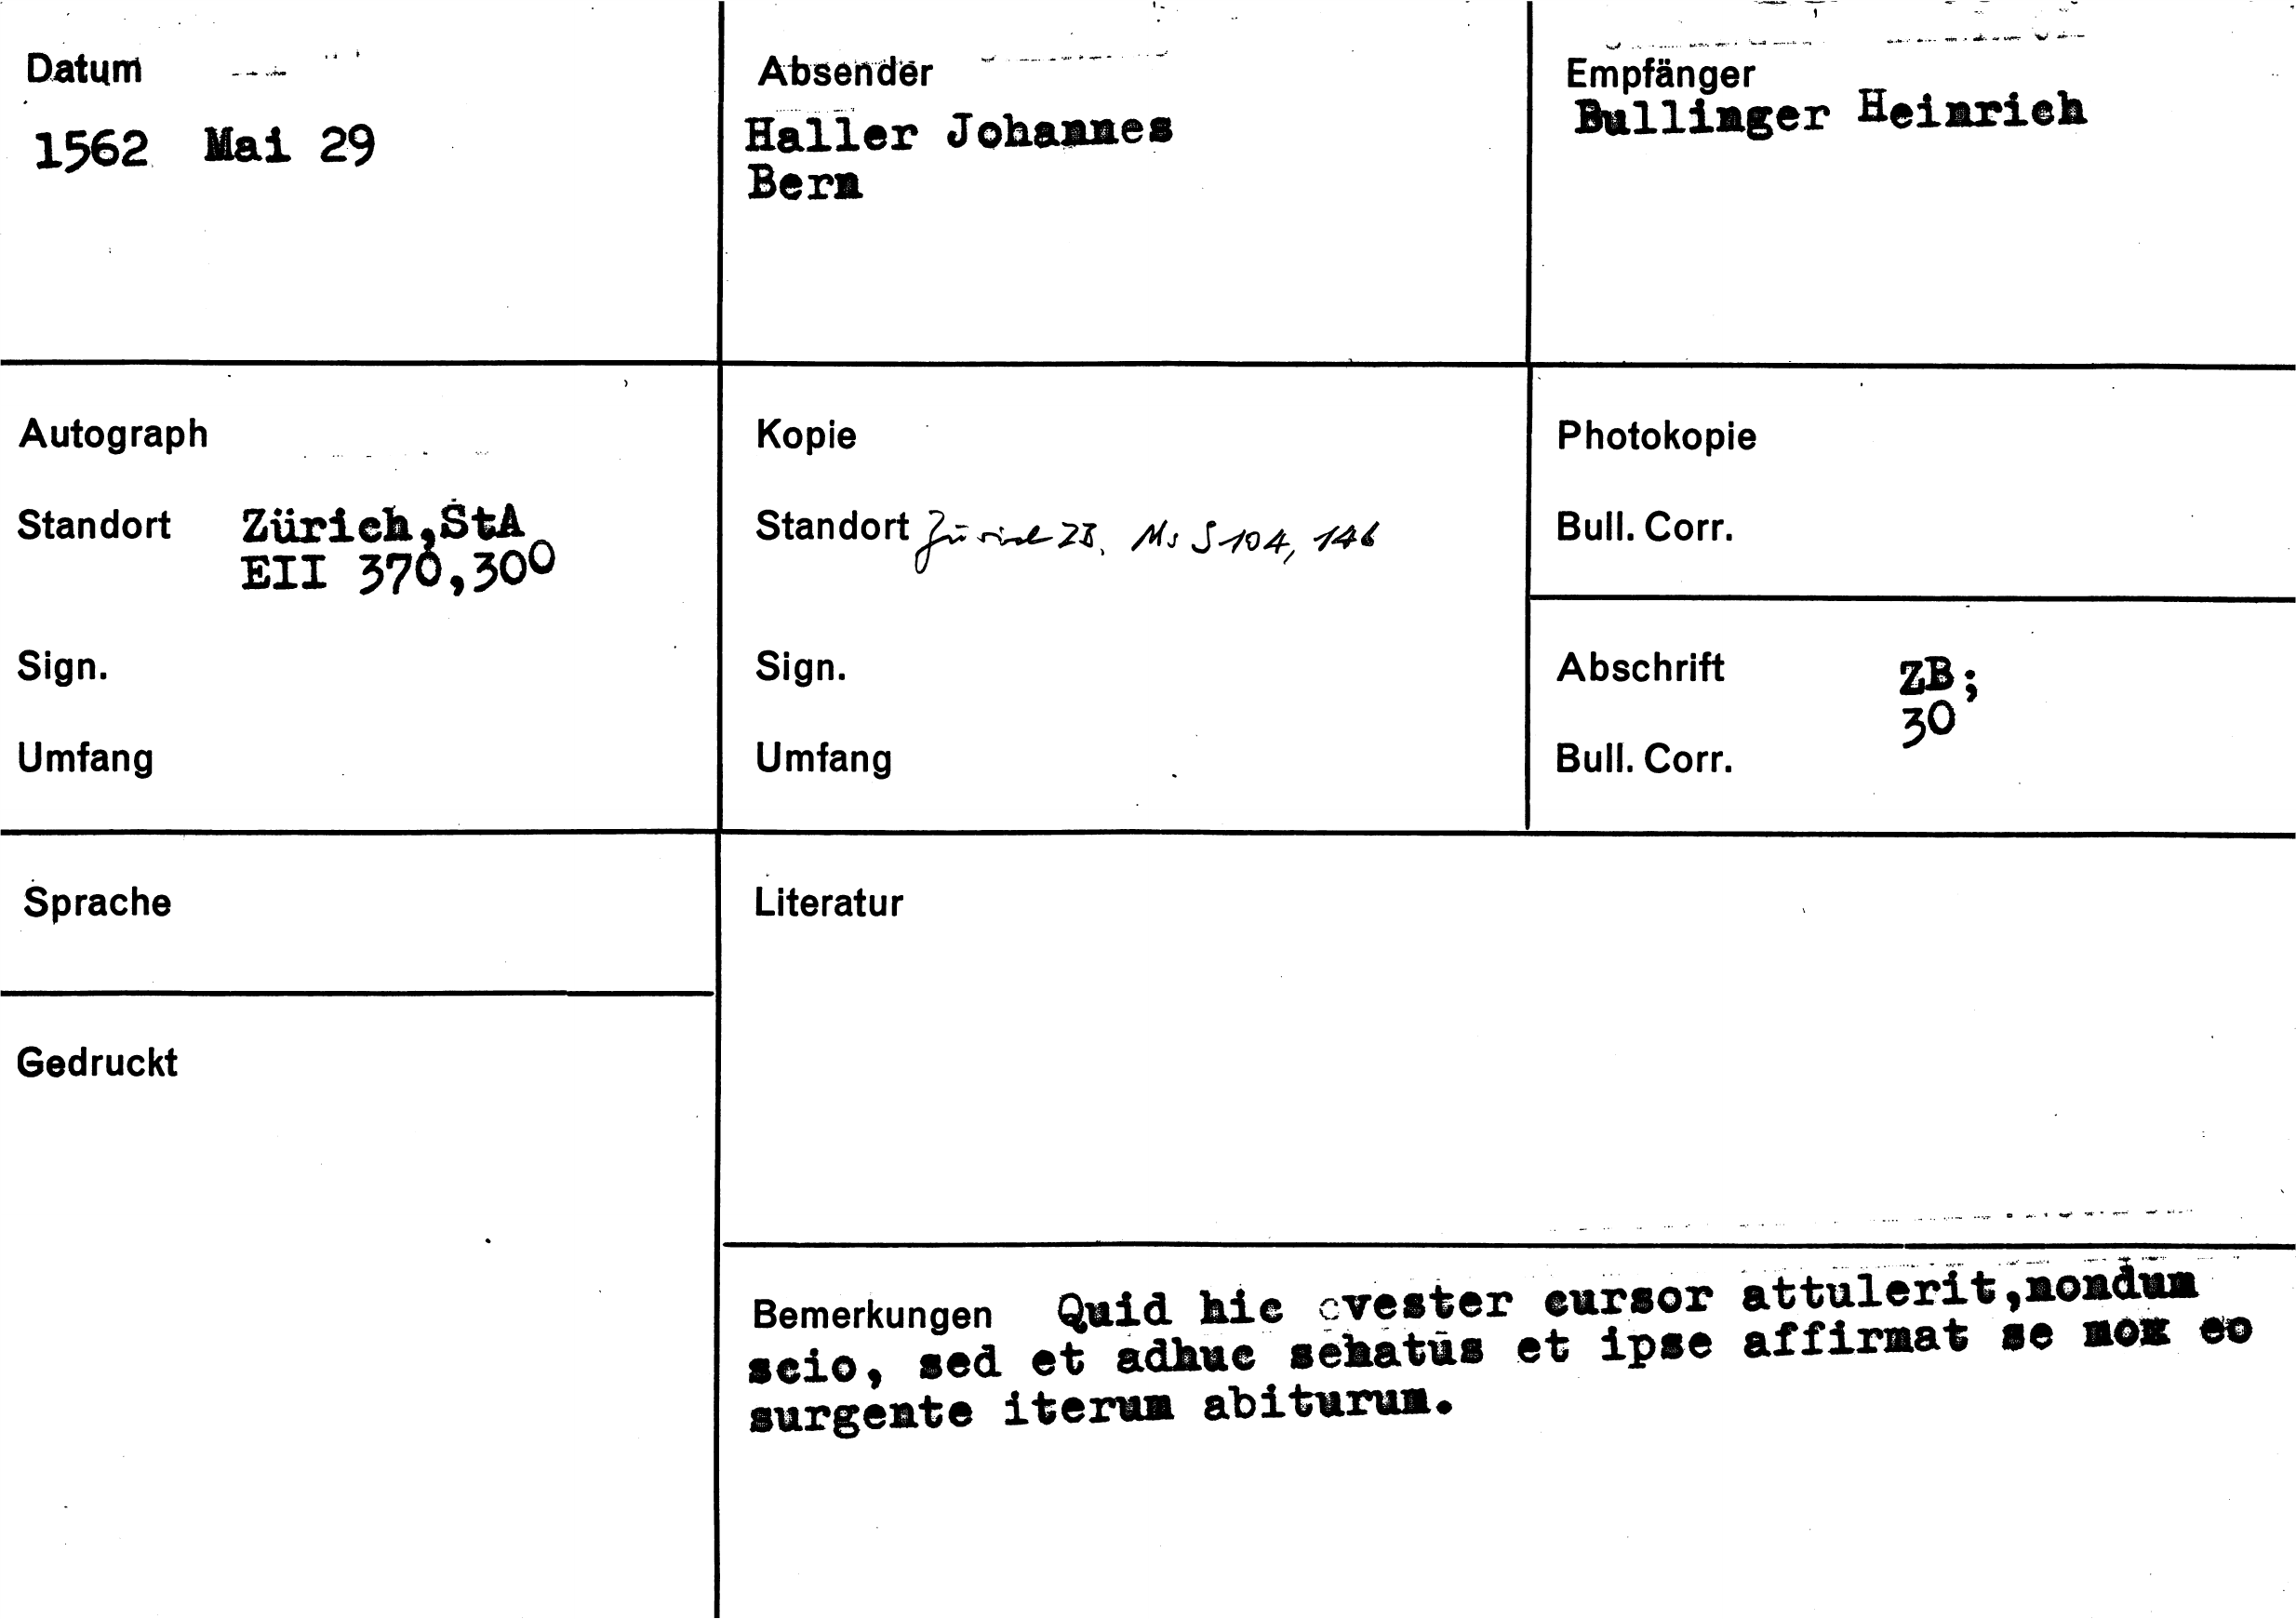 Datum
1562 Mai 29
Absender
Haller Johannes
Bern
Empfänger
Bullinger Heinrich
Autograph
Standort Zürich,StA
EII 370,300
Sign.
Umfang
Kopie
Standort Zürich ZB, Ms S 104, 146
Sign.
Umfang
Photokopie
Bull. Corr.
Abschrift ZB;
30
Bull. Corr.
Sprache
Gedruckt
Literatur
Bemerkungen Quid hic vester cursor attulerit,nondum
scio, sed et adhuc senatus et ipse affirmat se mox eo
surgente iterum abiturum.